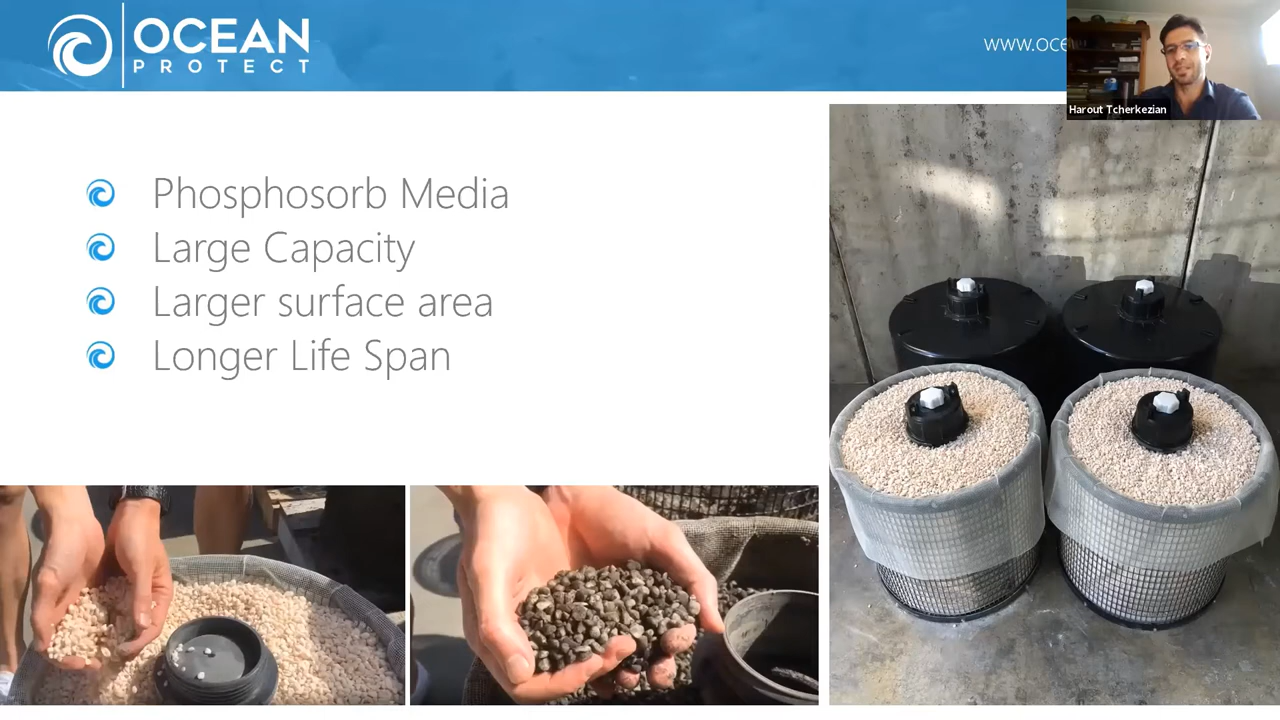 OCEAN
PROTECT
www.oce
Harout Tcherkezian
Phosphosorb Media
Large Capacity
Larger surface area
Longer Life Span